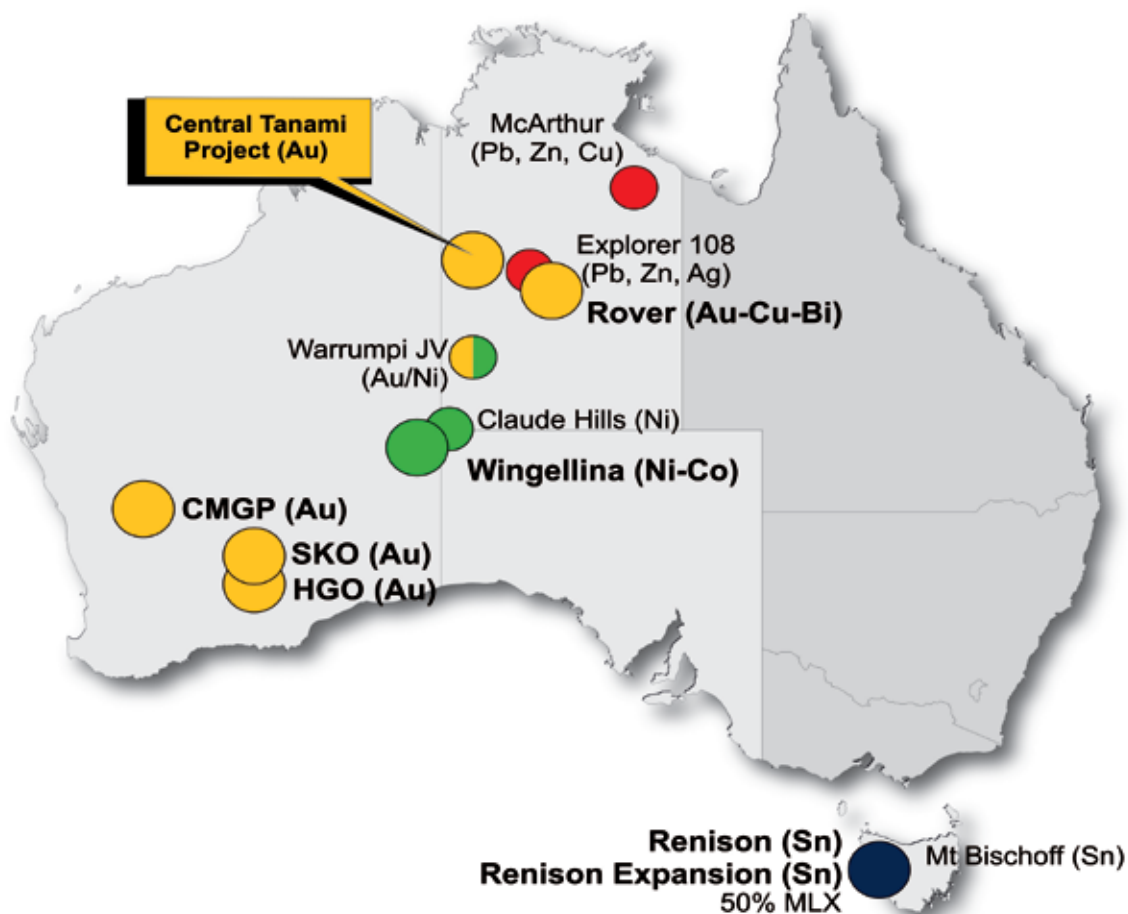 Central Tanami
Project (Au)
McArthur
(Pb, Zn, Cu)
Explorer 108
(Pb, Zn, Ag)
Rover (Au-Cu-Bi)
Warrumpi JV
(Au/Ni)
Claude Hills (Ni)
Wingellina (Ni-Co)
CMGP (Au)
SKO (Au)
HGO (Au)
Renison (Sn)
Renison Expansion (Sn)
50% MLX
Mt Bischoff (Sn)